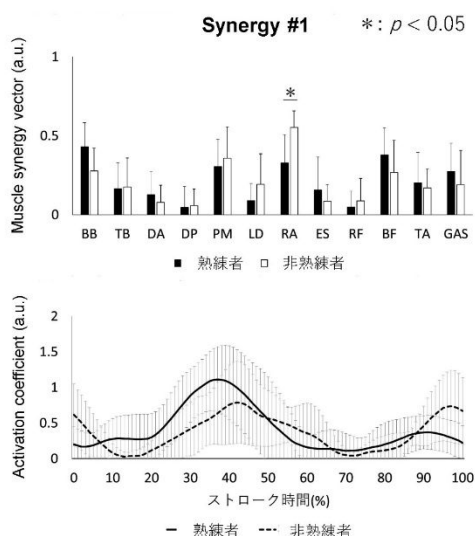 Synergy #1
*: p < 0.05
Muscle synergy vector (a.u.)
1
0.5
0
*
BB TB DA DP PM LD RA ES RF BF TA GAS
熟練者 非熟練者
Activation coefficient (a.u.)
2
1.5
1
0.5
0
0 10 20 30 40 50 60 70 80 90 100
ストローク時間(%)
熟練者 非熟練者